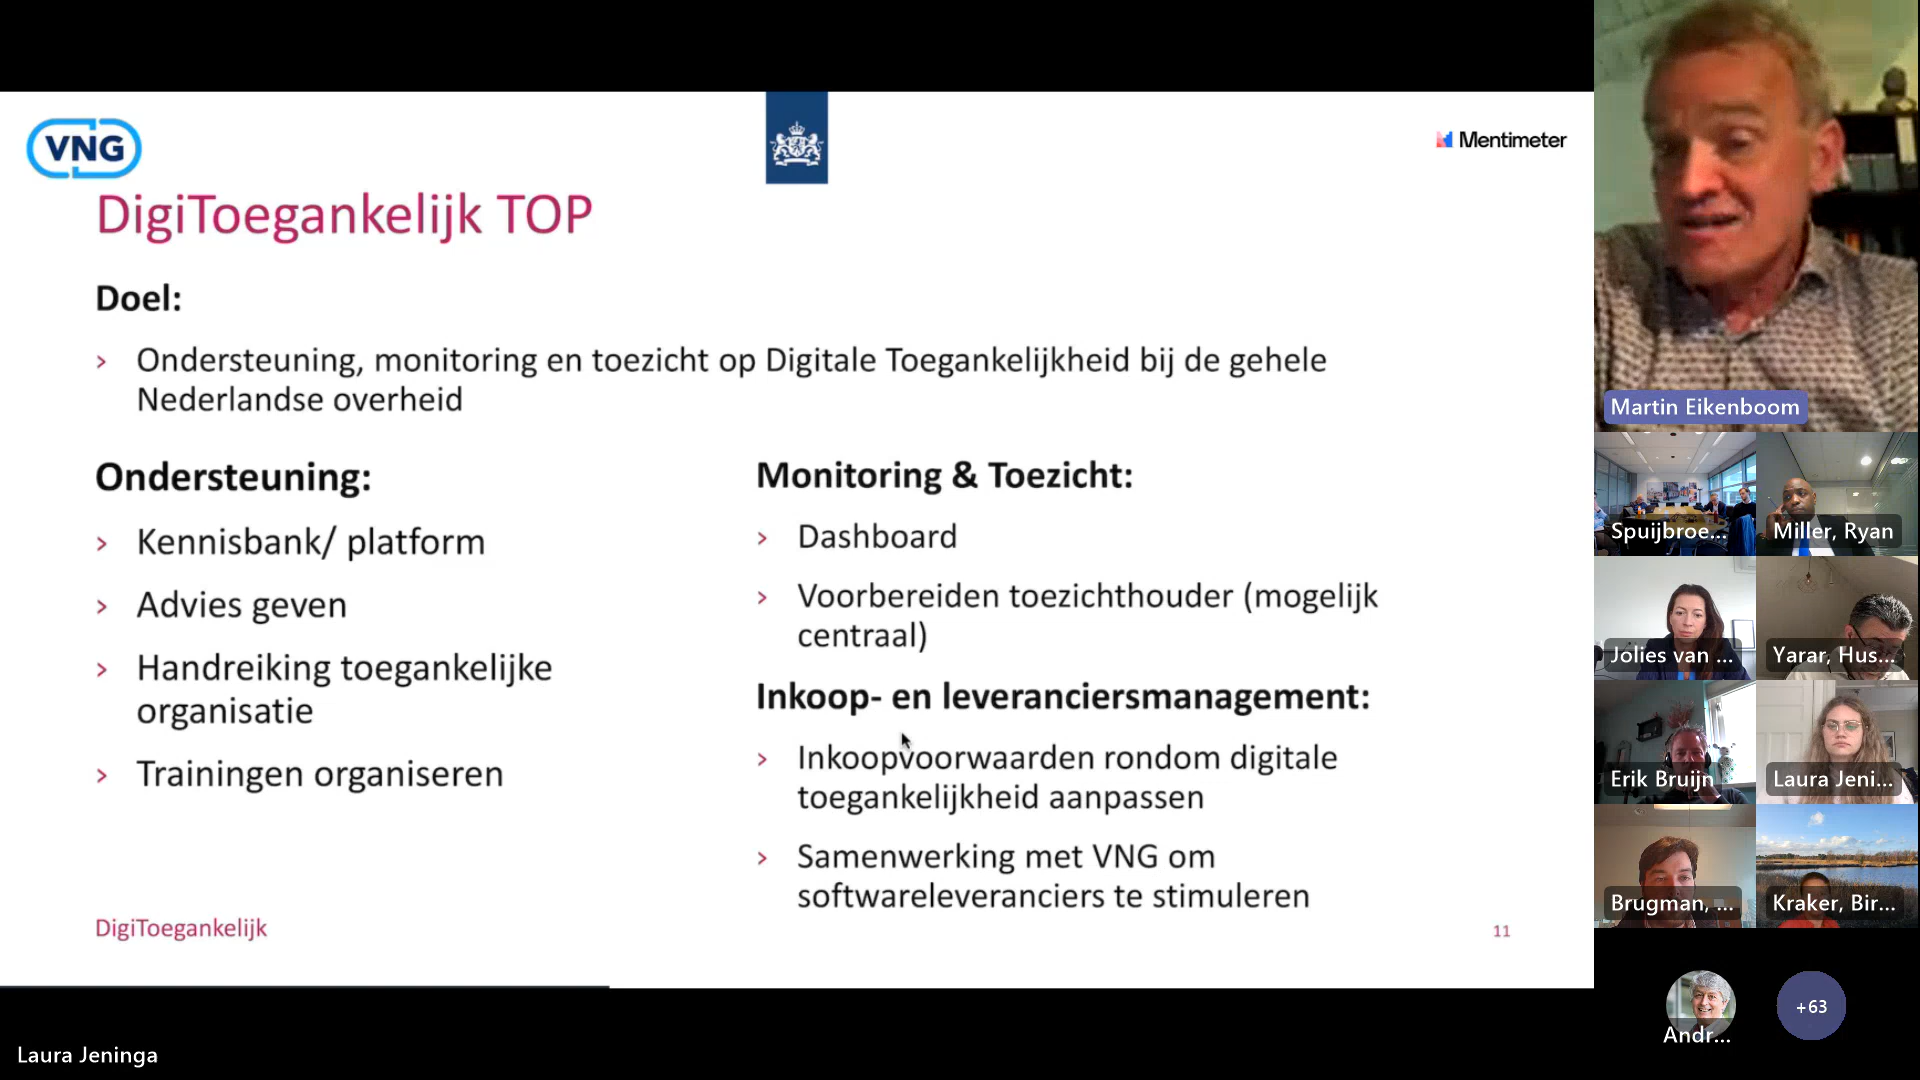 VNG
Mentimeter
DigiToegankelijk TOP
Doel:
› Ondersteuning, monitoring en toezicht op Digitale Toegankelijkheid bij de gehele
Nederlandse overheid
Ondersteuning:
› Kennisbank/ platform
› Advies geven
› Handreiking toegankelijke
organisatie
› Trainingen organiseren
Monitoring & Toezicht:
› Dashboard
› Voorbereiden toezichthouder (mogelijk
centraal)
Inkoop- en leveranciersmanagement:
› Inkoopvoorwaarden rondom digitale
toegankelijkheid aanpassen
› Samenwerking met VNG om
softwareleveranciers te stimuleren
DigiToegankelijk
11
Martin Eikenboom
Spuijbroe...
Miller, Ryan
Jolies van ...
Yarar, Hus...
Erik Bruijn
Laura Jeni...
Brugman, ...
Kraker, Bir...
Andr...
+63
Laura Jeninga